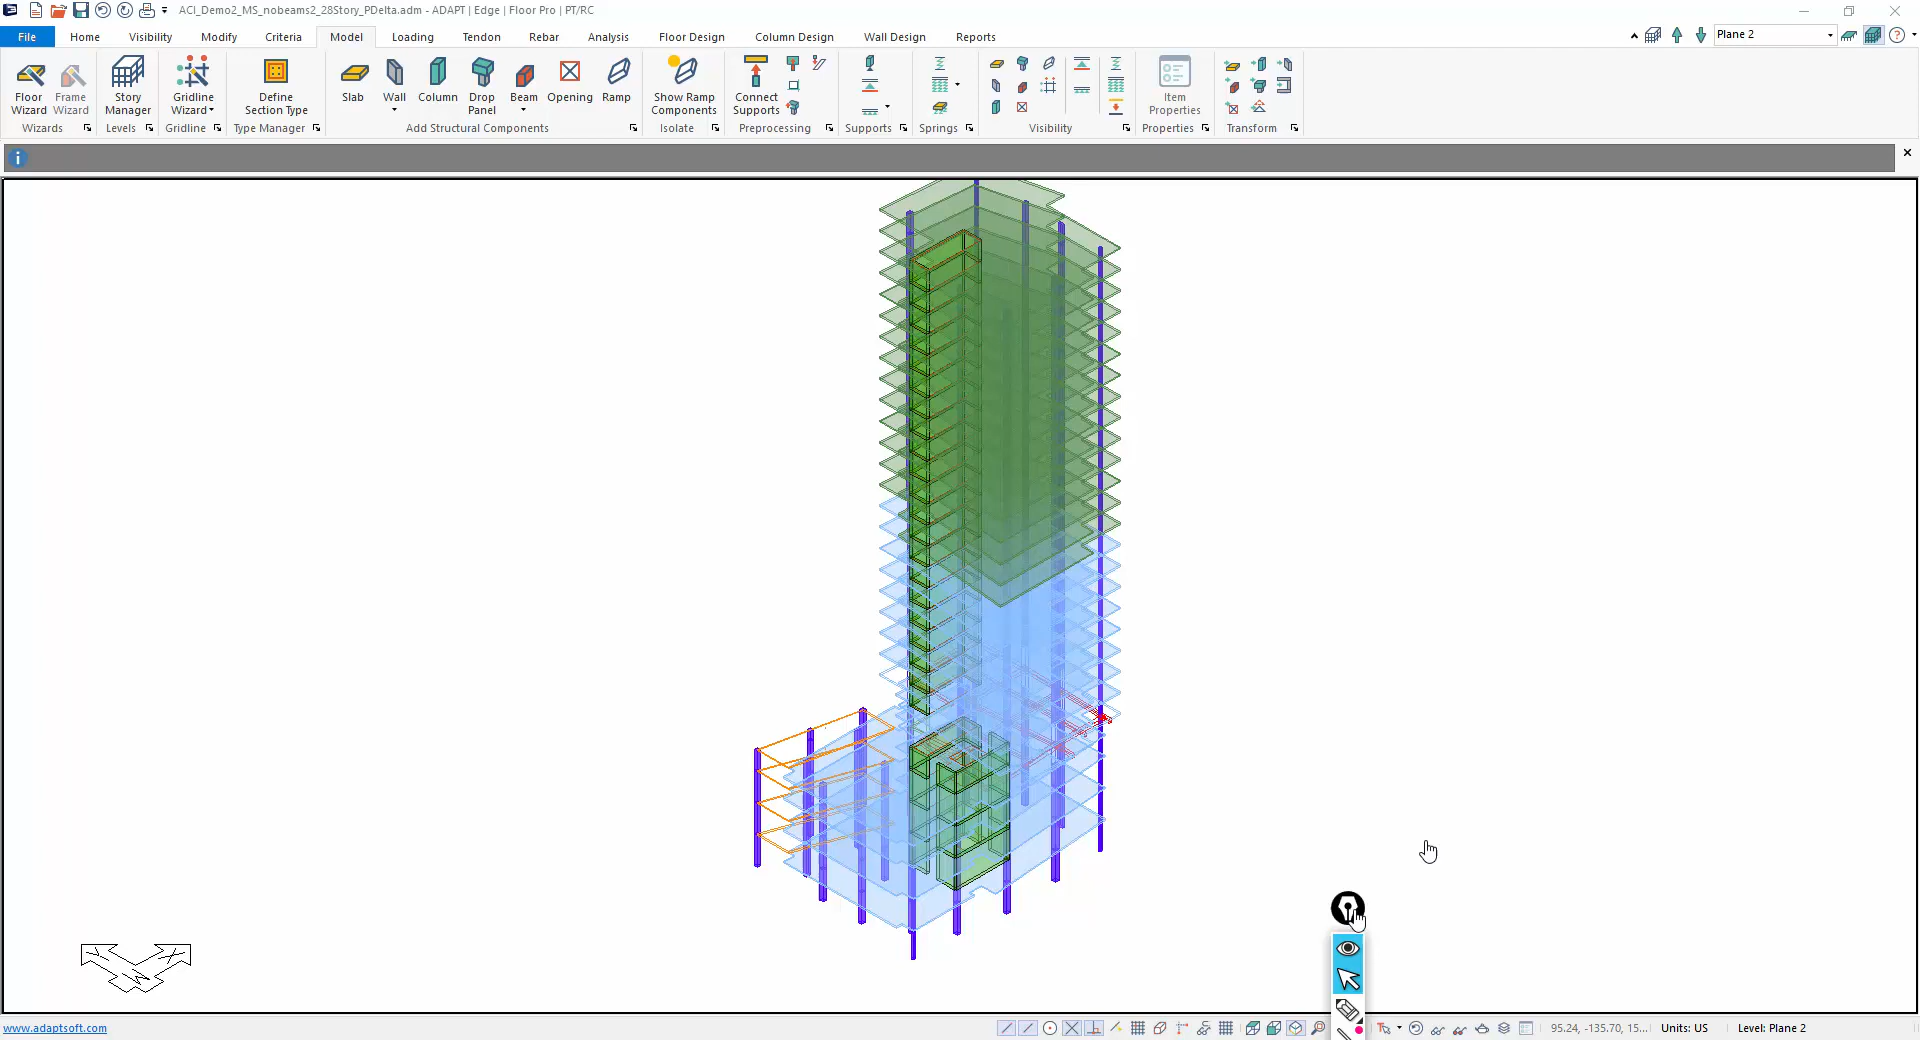 ACI_Demo2_MS_nobeams2_28Story_PDelta.adm - ADAPT | Edge | Floor Pro | PT/RC
File Home Visibility Modify Criteria Model Loading Tendon Rebar Analysis Floor Design Column Design Wall Design Reports
Plane 2
Floor Wizard
Frame Wizard
Wizards
Story Manager
Levels
Gridline Wizard
Gridline
Define Section Type
Type Manager
Slab
Wall
Column
Drop Panel
Beam
Opening
Ramp
Add Structural Components
Show Ramp Components
Isolate
Connect Supports
Preprocessing
Supports
Springs
Visibility
Item Properties
Properties
Transform
www.adaptsoft.com
95.24, -135.70, 15...
Units: US
Level: Plane 2